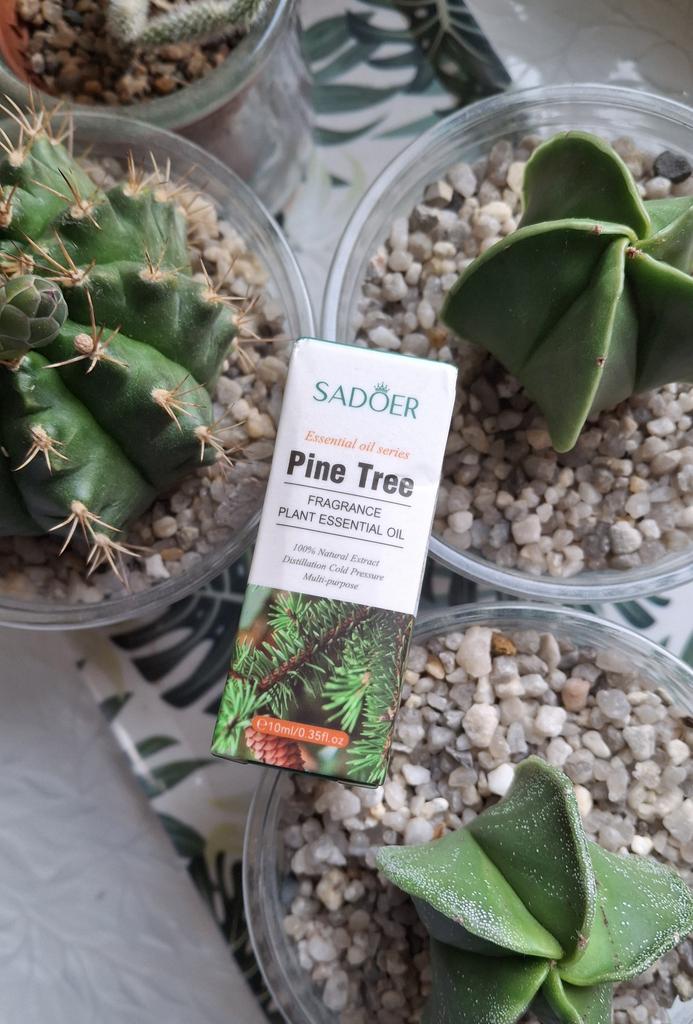 SADOER
Essential oil series
Pine Tree
FRAGRANCE
PLANT ESSENTIAL OIL
100% Natural Extract
Distillation Cold Pressure
Multi-purpose
℮10ml/0.35fl.oz